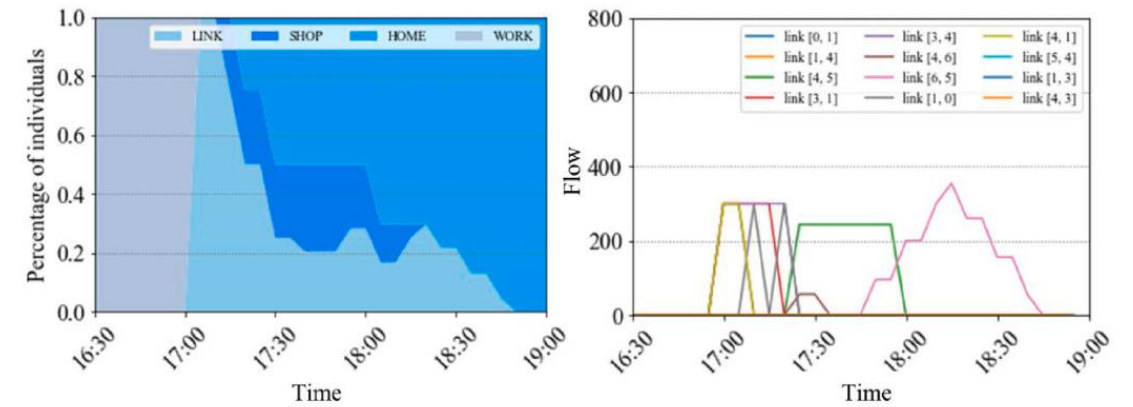 Percentage of individuals
1.0
0.8
0.6
0.4
0.2
0.0
LINK SHOP HOME WORK
16:30 17:00 17:30 18:00 18:30 19:00
Time
Flow
800
600
400
200
0
link [0, 1] link [3, 4] link [4, 1]
link [1, 4] link [4, 6] link [5, 4]
link [4, 5] link [6, 5] link [1, 3]
link [3, 1] link [1, 0] link [4, 3]
16:30 17:00 17:30 18:00 18:30 19:00
Time